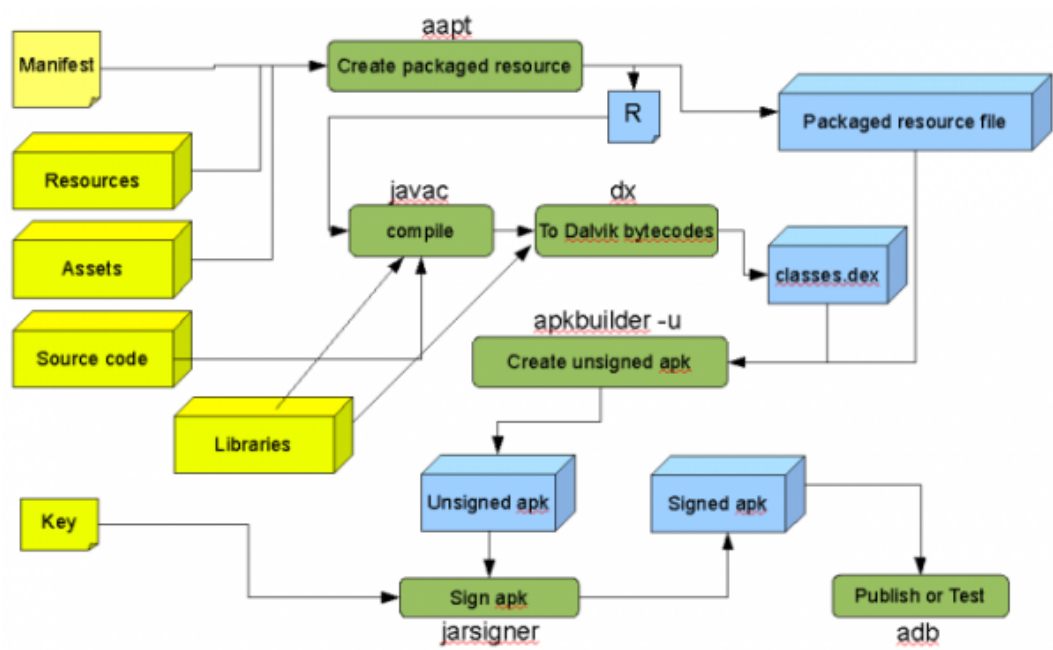 aapt
Manifest
Create packaged resource
R
Packaged resource file
Resources
javac
dx
compile
To Dalvik bytecodes
Assets
classes.dex
apkbuilder -u
Source code
Create unsigned apk
Libraries
Unsigned apk
Signed apk
Key
Sign apk
Publish or Test
jarsigner
adb